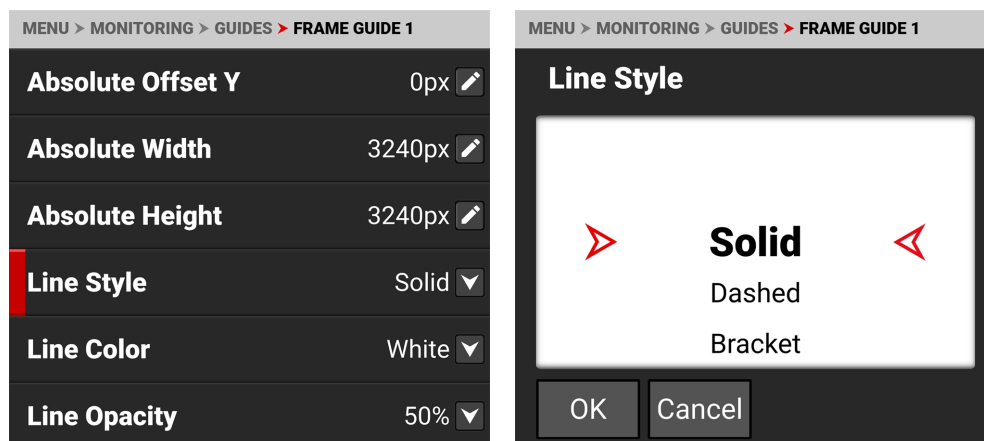 MENU > MONITORING > GUIDES > FRAME GUIDE 1
Absolute Offset Y 0px
Absolute Width 3240px
Absolute Height 3240px
Line Style Solid
Line Color White
Line Opacity 50%
MENU > MONITORING > GUIDES > FRAME GUIDE 1
Line Style
Solid
Dashed
Bracket
OK Cancel